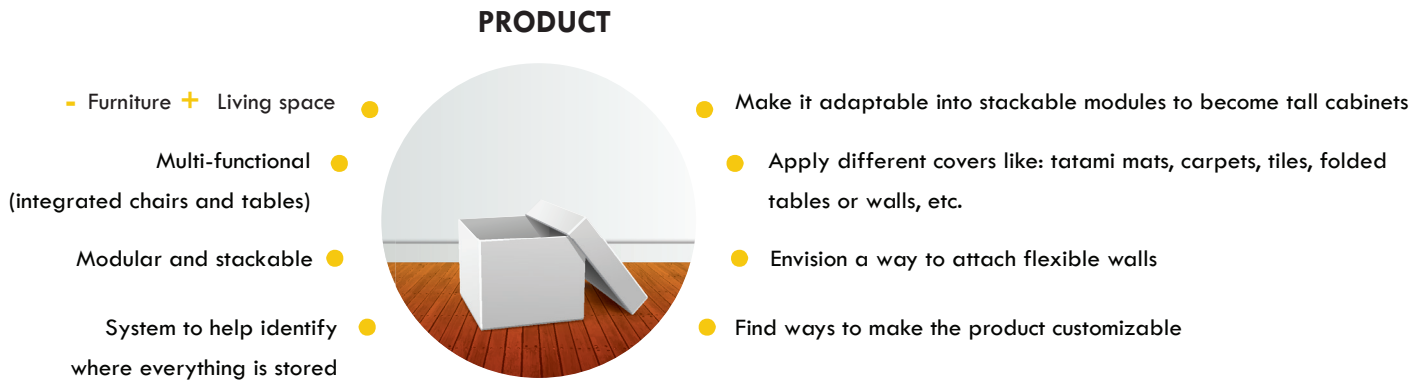 PRODUCT
- Furniture + Living space
Multi-functional
(integrated chairs and tables)
Modular and stackable
System to help identify
where everything is stored
Make it adaptable into stackable modules to become tall cabinets
Apply different covers like: tatami mats, carpets, tiles, folded
tables or walls, etc.
Envision a way to attach flexible walls
Find ways to make the product customizable